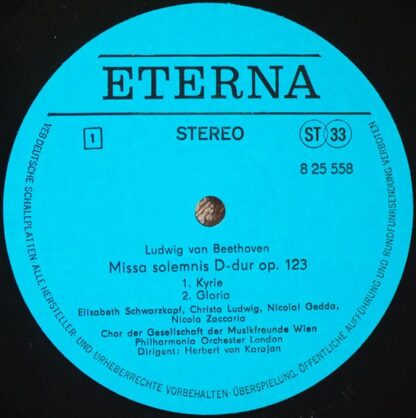 ETERNA
1
STEREO
ST 33
8 25 558
Ludwig van Beethoven
Missa solemnis D-dur op. 123
1. Kyrie
2. Gloria
Elisabeth Schwarzkopf, Christa Ludwig, Nicolai Gedda,
Nicola Zaccaria
Chor der Gesellschaft der Musikfreunde Wien
Philharmonia Orchester London
Dirigent: Herbert von Karajan
VEB DEUTSCHE SCHALLPLATTEN ALLE HERSTELLER- UND URHEBERRECHTE VORBEHALTEN· ÜBERSPIELUNG, ÖFFENTLICHE AUFFÜHRUNG UND RUNDFUNKSENDUNG VERBOTEN